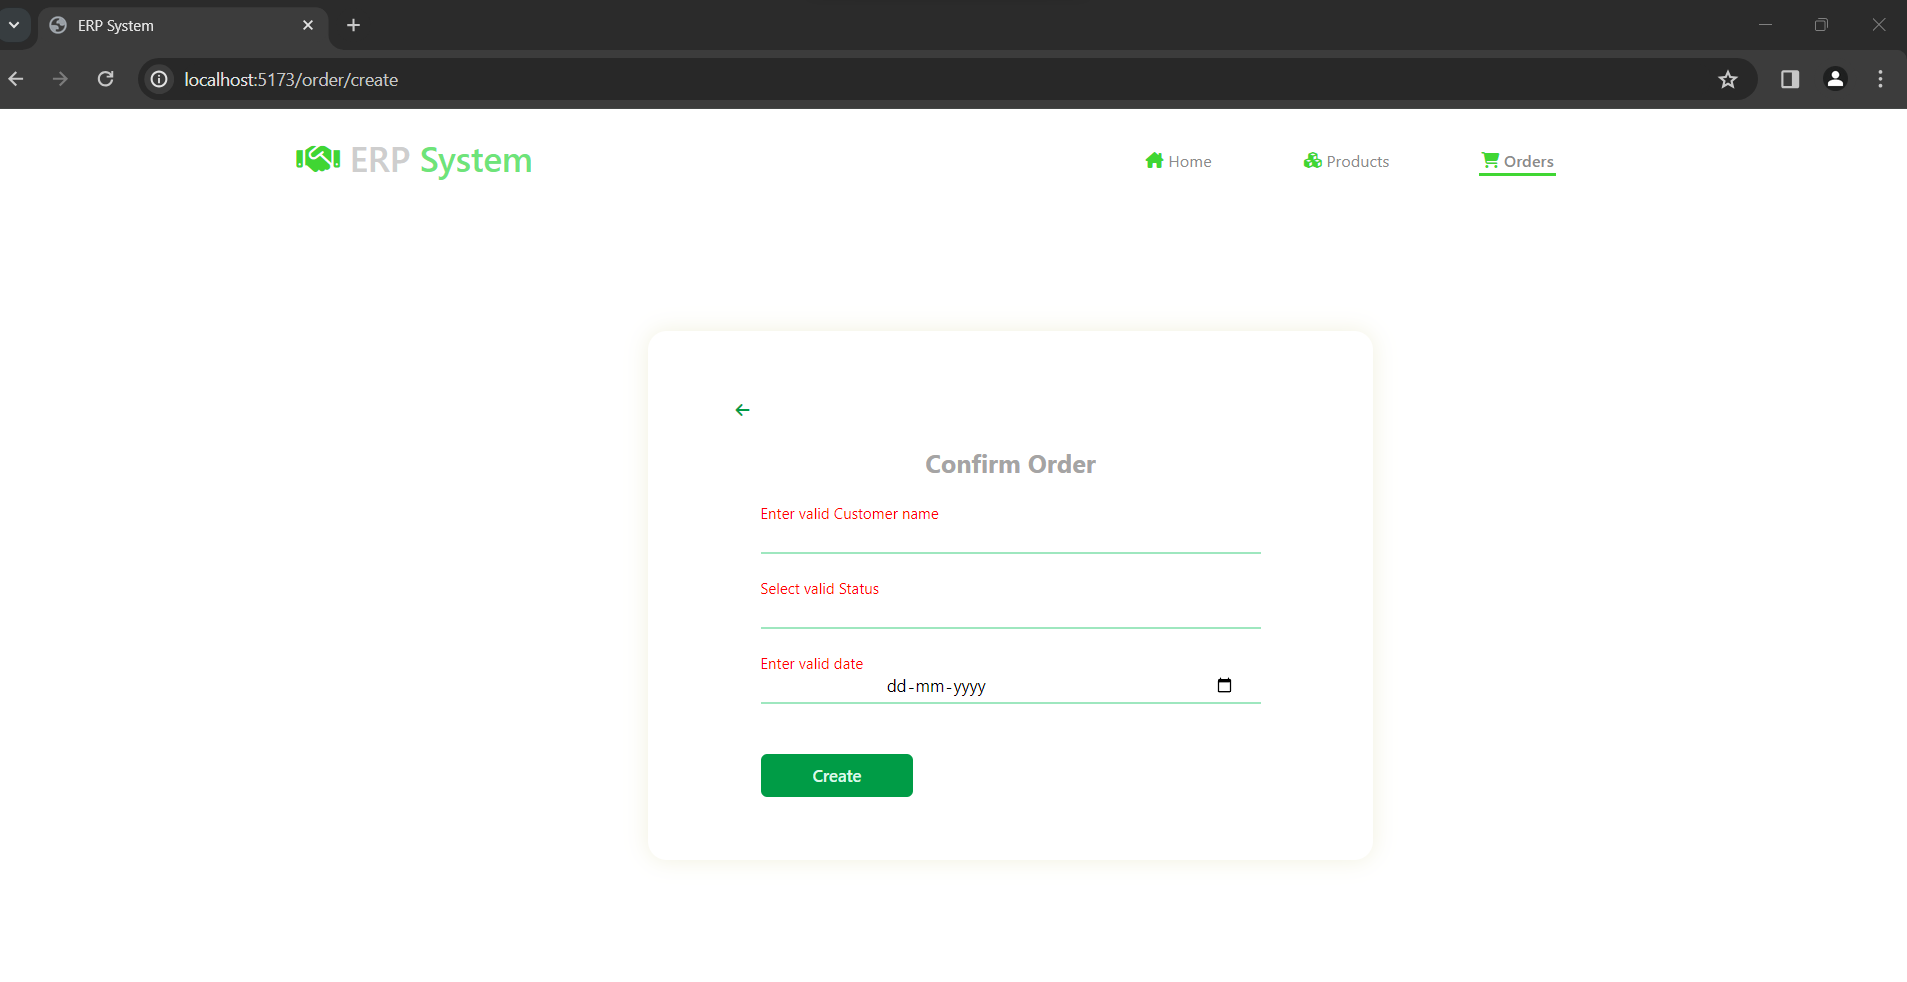 ERP System
localhost:5173/order/create
ERP System
Home
Products
Orders
Confirm Order
Enter valid Customer name
Select valid Status
Enter valid date
dd-mm-yyyy
Create